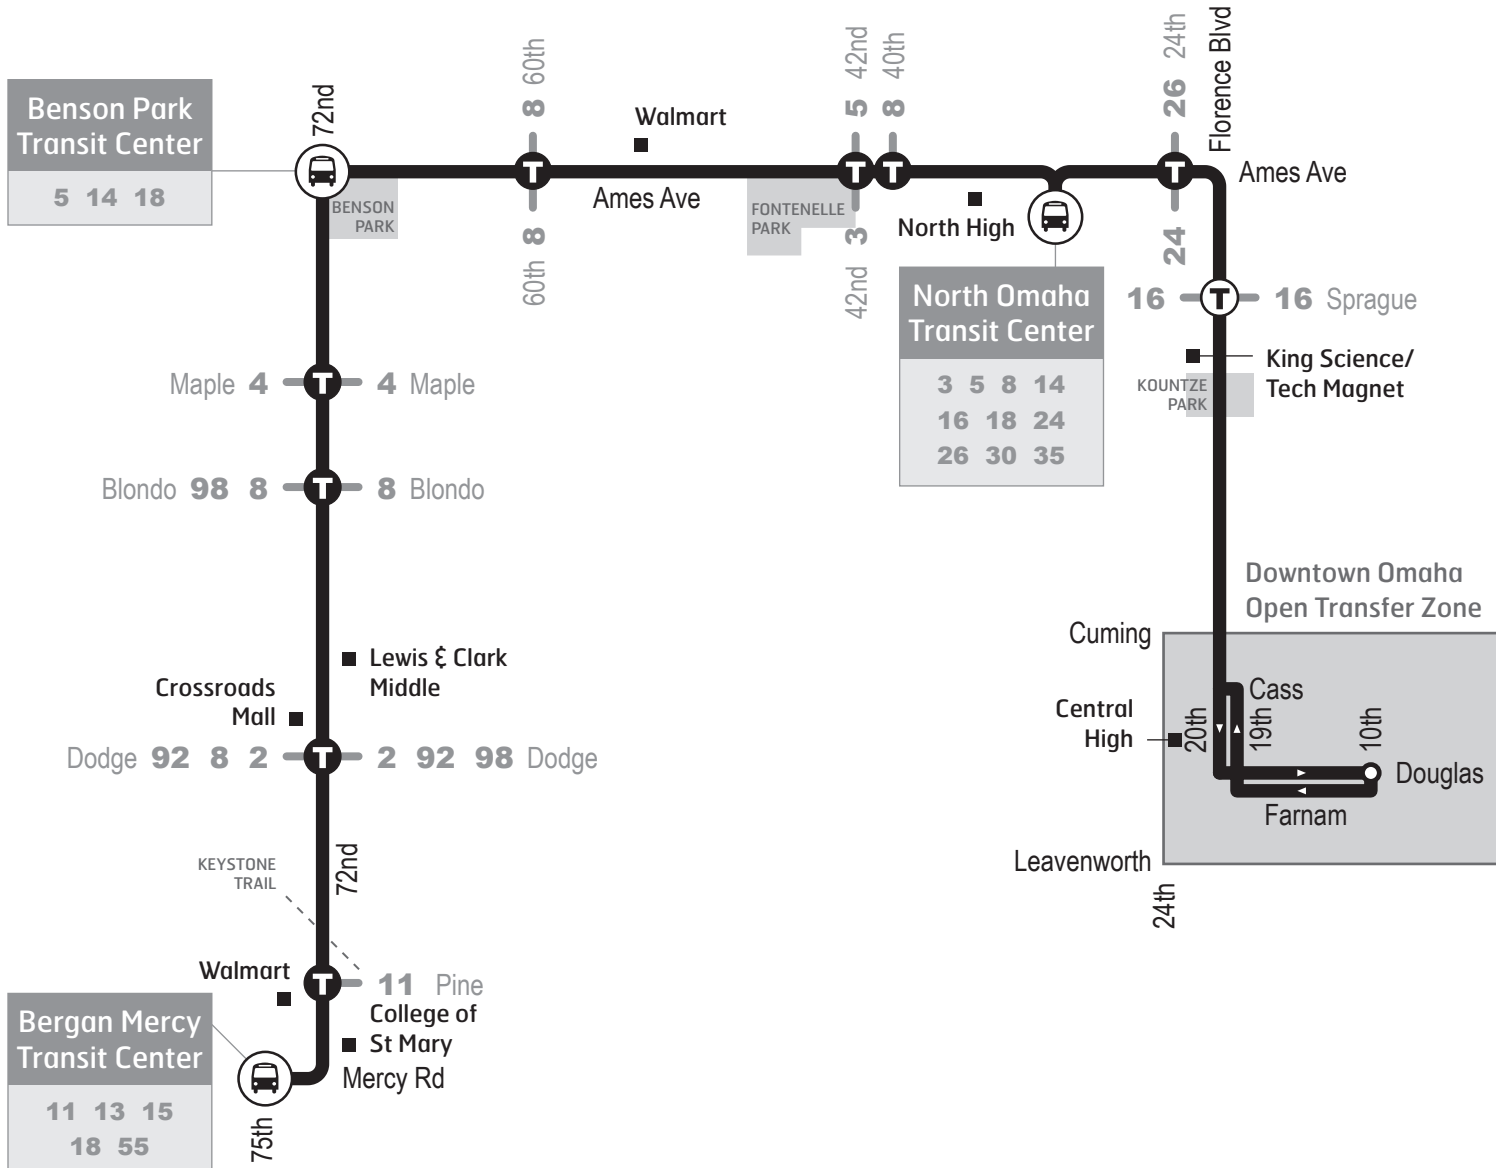 Benson Park
Transit Center
5 14 18
72nd
8 60th
Walmart
5 42nd
8 40th
26 24th
Florence Blvd
Ames Ave
BENSON
PARK
60th 8
Ames Ave
FONTENELLE
PARK
42nd 3
North High
24
North Omaha
Transit Center
3 5 8 14
16 18 24
26 30 35
16
16 Sprague
King Science/
Tech Magnet
KOUNTZE
PARK
Maple 4
4 Maple
Blondo 98 8
8 Blondo
Downtown Omaha
Open Transfer Zone
Cuming
Lewis & Clark
Middle
Crossroads
Mall
Cass
Central
High
20th
19th
10th
Dodge 92 8 2
2 92 98 Dodge
Douglas
Farnam
Leavenworth
24th
KEYSTONE
TRAIL
72nd
Walmart
11 Pine
College of
St Mary
Mercy Rd
Bergan Mercy
Transit Center
11 13 15
18 55
75th